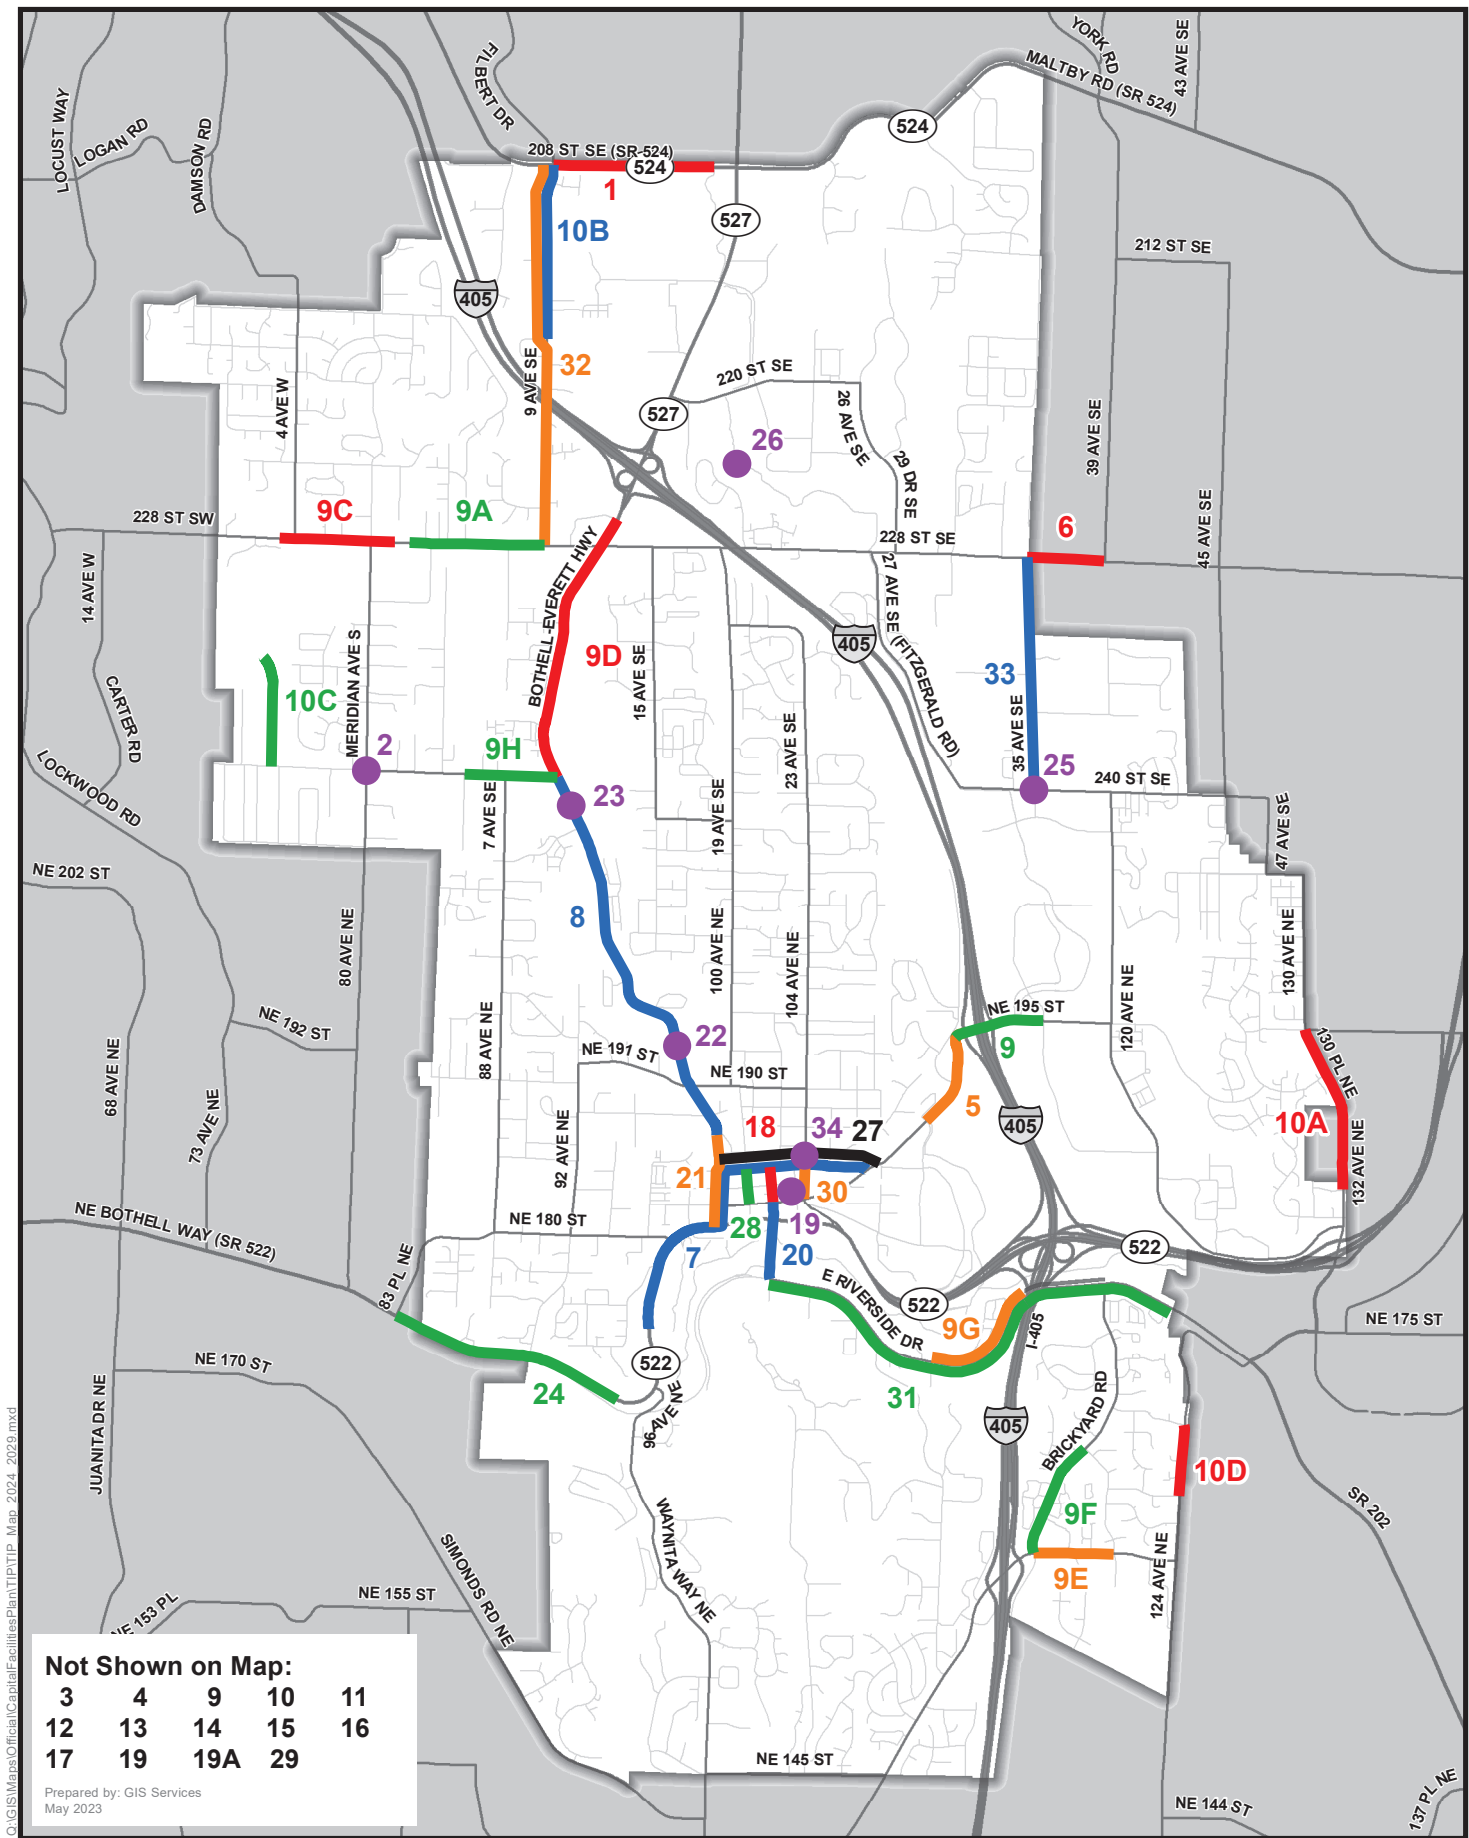 YORK RD
43 AVE SE
FILBERT DR
MALTBY RD (SR 524)
LOCUST WAY
LOGAN RD
DAMSON RD
524
208 ST SE (SR 524)
524
1
527
10B
212 ST SE
405
32
9 AVE SE
220 ST SE
4 AVE W
527
26 AVE SE
39 AVE SE
26
29 DR SE
9C
9A
228 ST SW
BOTHELL-EVERETT HWY
228 ST SE
6
45 AVE SE
14 AVE W
27 AVE SE (FITZGERALD RD)
MERIDIAN AVE S
405
9D
15 AVE SE
33
10C
CARTER RD
23 AVE SE
35 AVE SE
2
9H
25
240 ST SE
LOCKWOOD RD
23
7 AVE SE
19 AVE SE
47 AVE SE
NE 202 ST
8
80 AVE NE
100 AVE NE
104 AVE NE
130 AVE NE
120 AVE NE
NE 195 ST
NE 192 ST
88 AVE NE
22
9
NE 191 ST
130 PL NE
68 AVE NE
NE 190 ST
5
73 AVE NE
92 AVE NE
18
34
27
405
10A
132 AVE NE
21
30
28
19
NE BOTHELL WAY (SR 522)
NE 180 ST
7
20
522
83 PL NE
E RIVERSIDE DR
522
9G
I-405
NE 175 ST
NE 170 ST
522
24
31
96 AVE NE
JUANITA DR NE
405
BRICKYARD RD
10D
9F
SR 202
WAYNITA WAY NE
SIMONDS RD NE
124 AVE NE
9E
NE 155 ST
NE 153 PL
Not Shown on Map:
3 4 9 10 11
12 13 14 15 16
17 19 19A 29
Prepared by: GIS Services
May 2023
NE 145 ST
NE 144 ST
137 PL NE
Q:\GIS\Maps\Official\CapitalFacilitiesPlan\TIP\TIP_Map_2024_2029.mxd